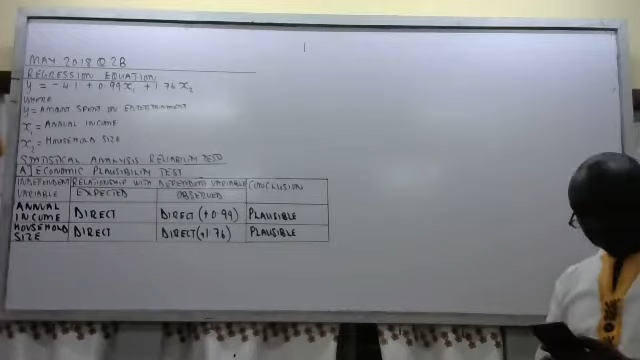 MAY 2018 Q 2B
REGRESSION EQUATION
y = -4.1 + 0.99x₁ + 1.76x₂
WHERE
y = AMOUNT SPENT ON ENTERTAINMENT
x₁ = ANNUAL INCOME
x₂ = HOUSEHOLD SIZE
STATISTICAL ANALYSIS RELIABILITY TEST
A] ECONOMIC PLAUSIBILITY TEST
INDEPENDENT VARIABLE RELATIONSHIP WITH DEPENDENT VARIABLE CONCLUSION
EXPECTED OBSERVED
ANNUAL INCOME DIRECT DIRECT (+0.99) PLAUSIBLE
HOUSEHOLD SIZE DIRECT DIRECT (+1.76) PLAUSIBLE